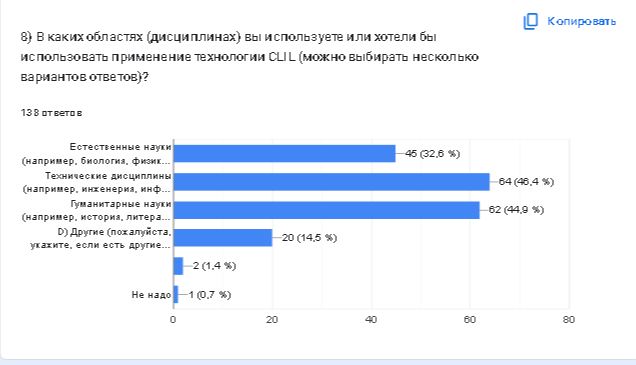 Копировать
8) В каких областях (дисциплинах) вы используете или хотели бы
использовать применение технологии CLIL (можно выбирать несколько
вариантов ответов)?
138 ответов
Естественные науки
(например, биология, физик...
45 (32,6 %)
Технические дисциплины
(например, инженерия, инф...
64 (46,4 %)
Гуманитарные науки
(например, история, литера...
62 (44,9 %)
D) Другие (пожалуйста,
укажите, если есть другие...
20 (14,5 %)
2 (1,4 %)
Не надо
1 (0,7 %)
0 20 40 60 80